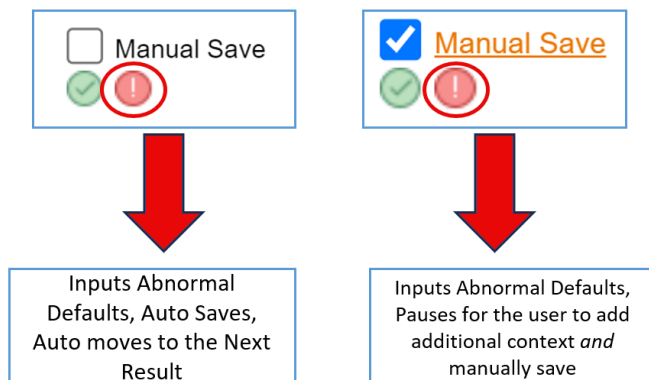 Manual Save
Manual Save
Inputs Abnormal
Defaults, Auto Saves,
Auto moves to the Next
Result
Inputs Abnormal Defaults,
Pauses for the user to add
additional context and
manually save